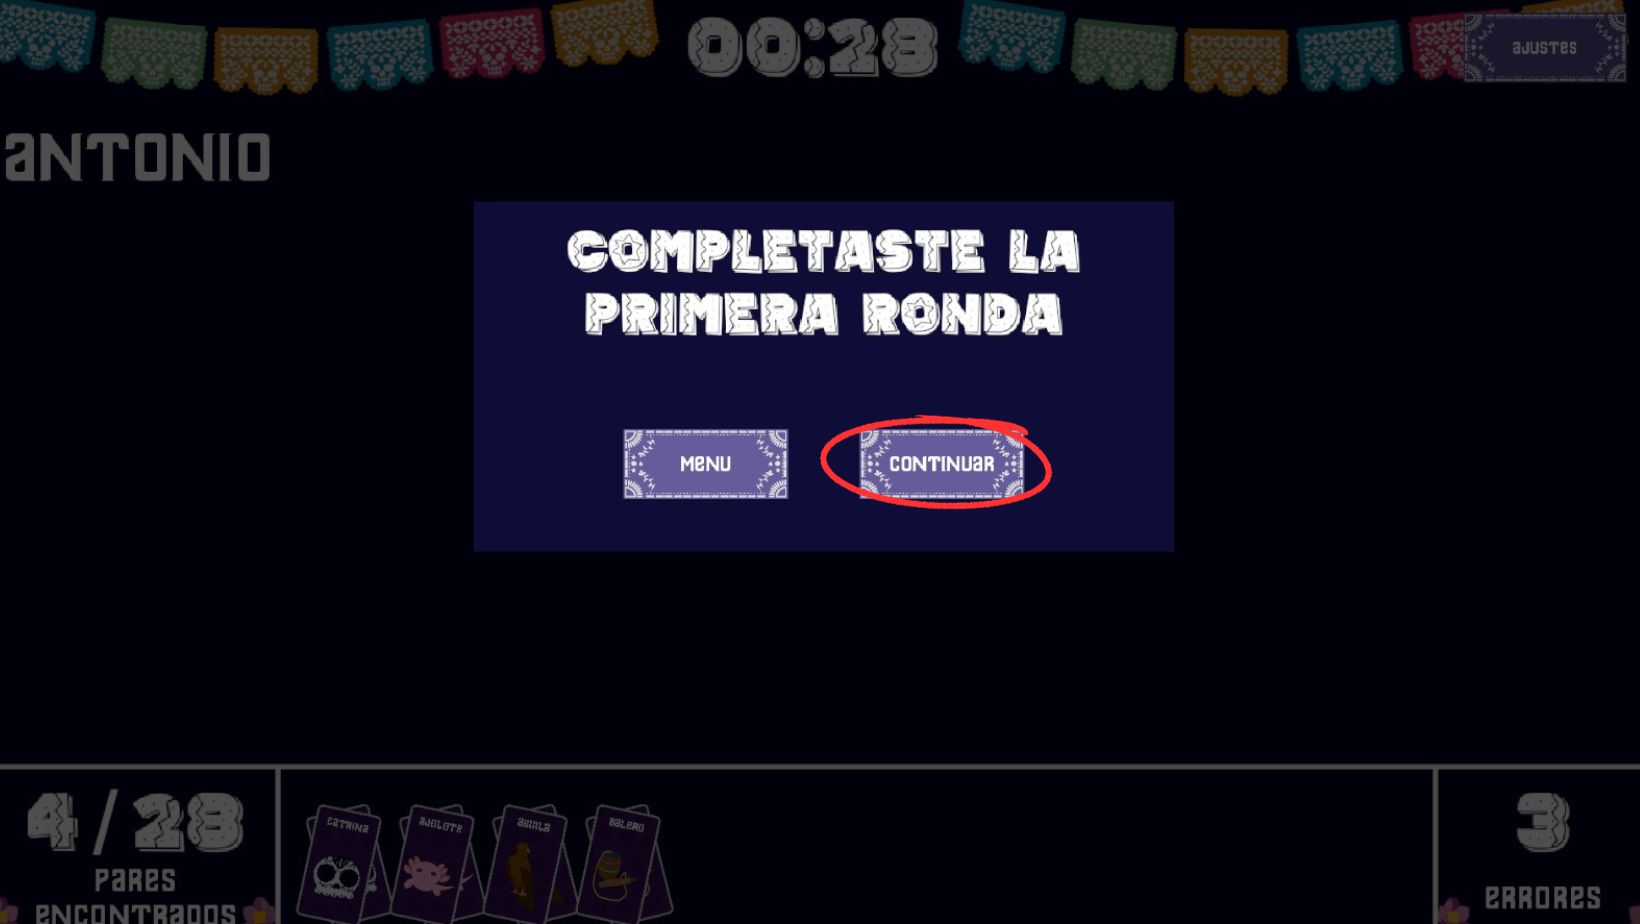 00:28
AJUSTES
ANTONIO
COMPLETASTE LA
PRIMERA RONDA
MENU
CONTINUAR
4/28
PARES
ENCONTRADOS
CATRINA
AJOLOTE
AGUILA
BALERO
3
ERRORES